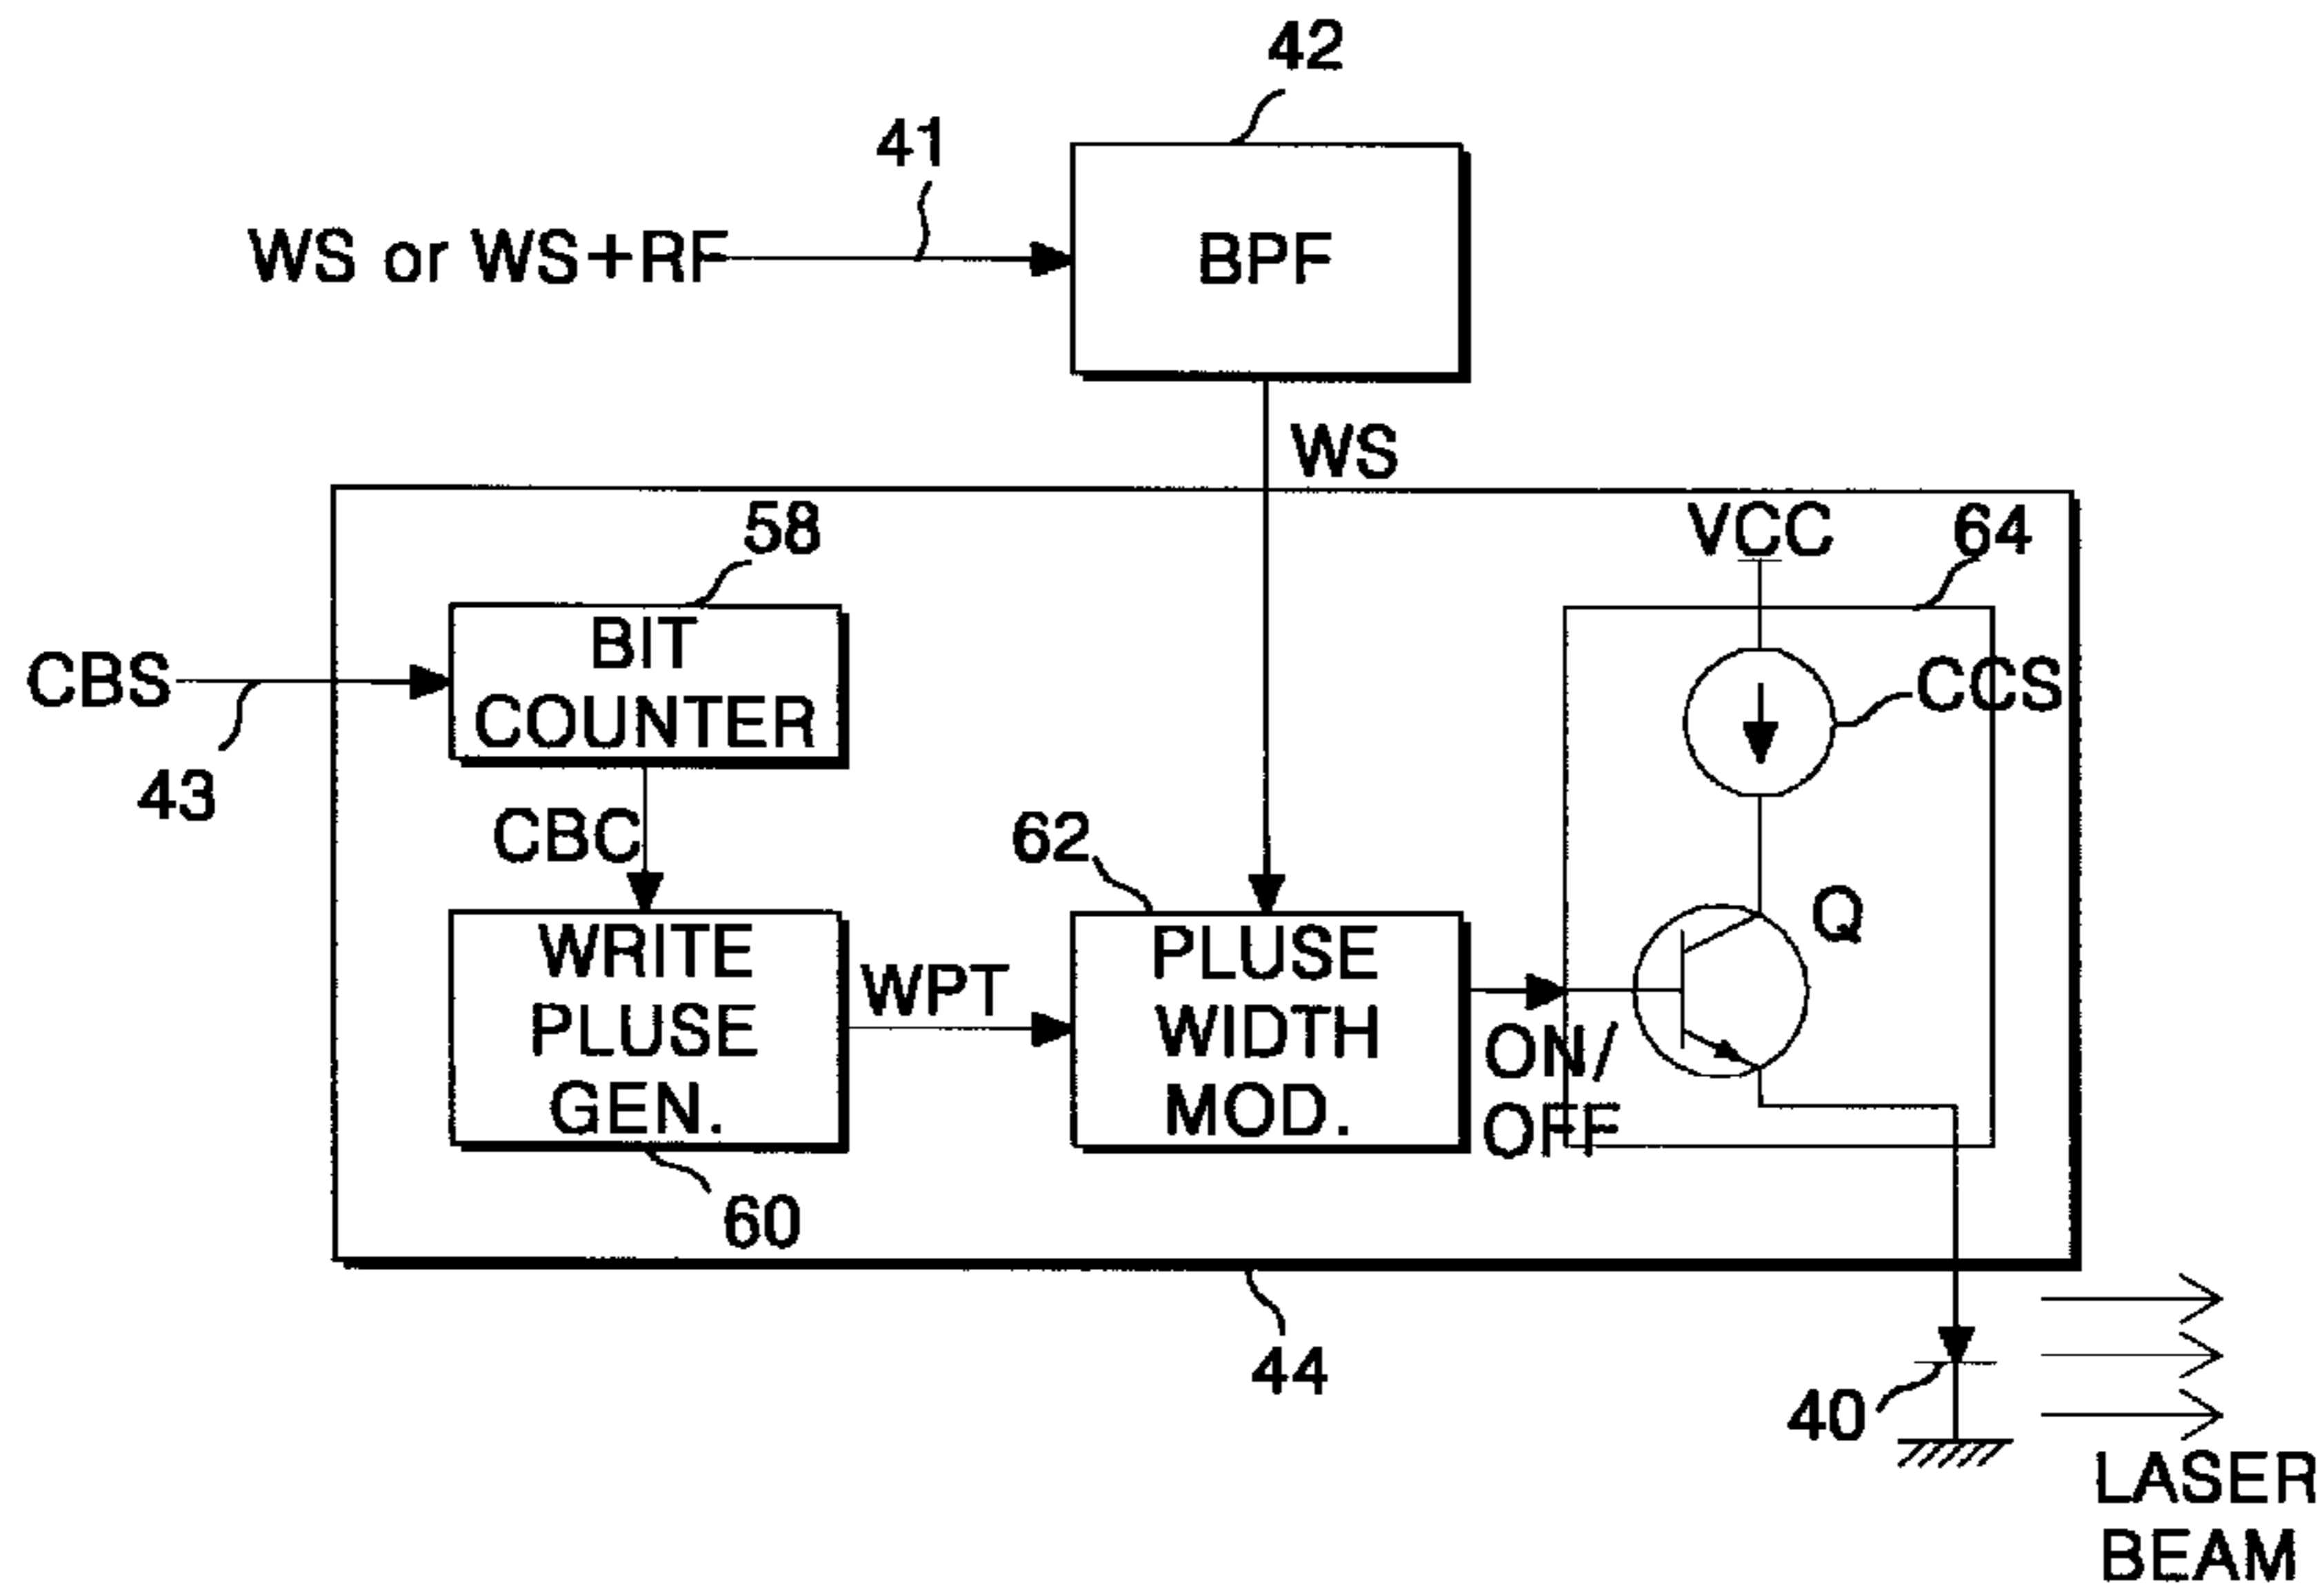 42
41
WS or WS+RF
BPF
WS
58
VCC
64
BIT
COUNTER
CBS
CCS
43
CBC
62
Q
WRITE
PLUSE
GEN.
WPT
PLUSE
WIDTH
MOD.
ON/
OFF
60
44
40
LASER
BEAM